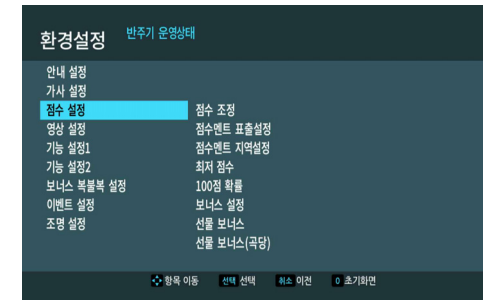 환경설정 반주기 운영상태
안내 설정
가사 설정
점수 설정 점수 조정
영상 설정 점수멘트 표출설정
기능 설정1 점수멘트 지역설정
기능 설정2 최저 점수
보너스 복불복 설정 100점 확률
이벤트 설정 보너스 설정
조명 설정 선물 보너스
선물 보너스(곡당)
항목 이동 선택 선택 취소 이전 0 초기화면